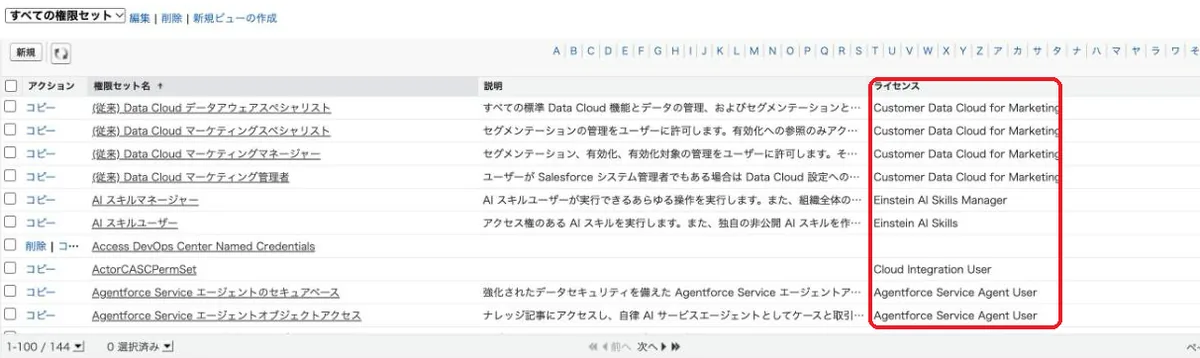 すべての権限セット 編集 | 削除 | 新規ビューの作成
新規 A B C D E F G H I J K L M N O P Q R S T U V W X Y Z ア カ サ タ ナ ハ マ ヤ ラ ワ そ
アクション 権限セット名 ↑ 説明 ライセンス
コピー (従来) Data Cloud データアウェアスペシャリスト すべての標準 Data Cloud 機能とデータの管理、およびセグメンテーションと… Customer Data Cloud for Marketing
コピー (従来) Data Cloud マーケティングスペシャリスト セグメンテーションの管理をユーザーに許可します。有効化への参照のみアク… Customer Data Cloud for Marketing
コピー (従来) Data Cloud マーケティングマネージャー セグメンテーション、有効化、有効化対象の管理をユーザーに許可します。そ… Customer Data Cloud for Marketing
コピー (従来) Data Cloud マーケティング管理者 ユーザーが Salesforce システム管理者でもある場合は Data Cloud 設定への… Customer Data Cloud for Marketing
コピー AI スキルマネージャー AI スキルユーザーが実行できるあらゆる操作を実行します。また、組織全体の… Einstein AI Skills Manager
コピー AI スキルユーザー アクセス権のある AI スキルを実行します。また、独自の非公開 AI スキルを作… Einstein AI Skills
削除 | コ… Access DevOps Center Named Credentials
コピー ActorCASCPermSet Cloud Integration User
コピー Agentforce Service エージェントのセキュアベース 強化されたデータセキュリティを備えた Agentforce Service エージェントア… Agentforce Service Agent User
コピー Agentforce Service エージェントオブジェクトアクセス ナレッジ記事にアクセスし、自律 AI サービスエージェントとしてケースと取引… Agentforce Service Agent User
1-100 / 144 0 選択済み 前へ 次へ ペ